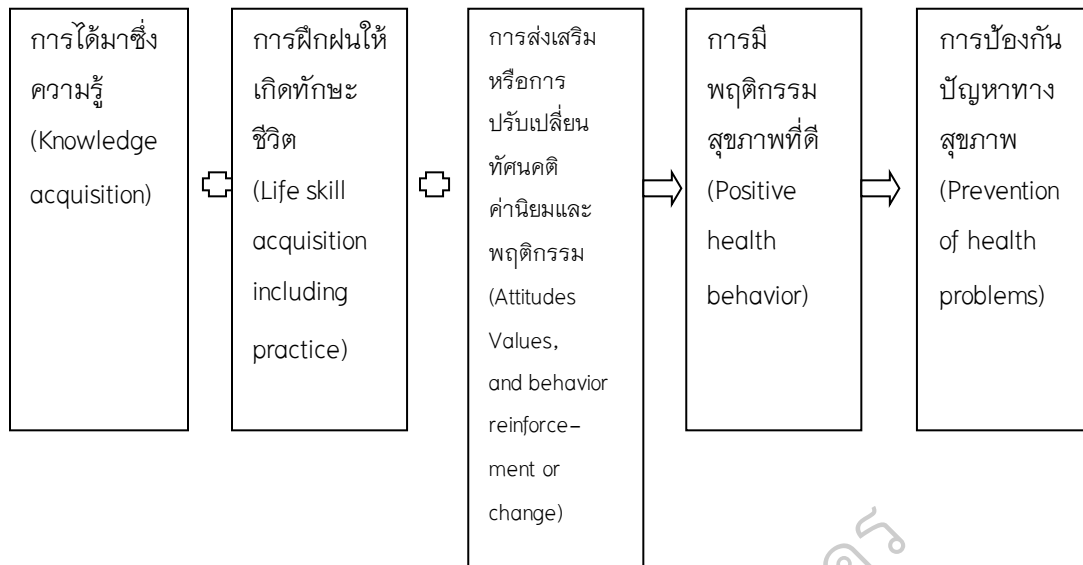 การได้มาซึ่ง
ความรู้
(Knowledge
acquisition)
การฝึกฝนให้
เกิดทักษะ
ชีวิต
(Life skill
acquisition
including
practice)
การส่งเสริม
หรือการ
ปรับเปลี่ยน
ทัศนคติ
ค่านิยมและ
พฤติกรรม
(Attitudes
Values,
and behavior
reinforce-
ment or
change)
การมี
พฤติกรรม
สุขภาพที่ดี
(Positive
health
behavior)
การป้องกัน
ปัญหาทาง
สุขภาพ
(Prevention
of health
problems)